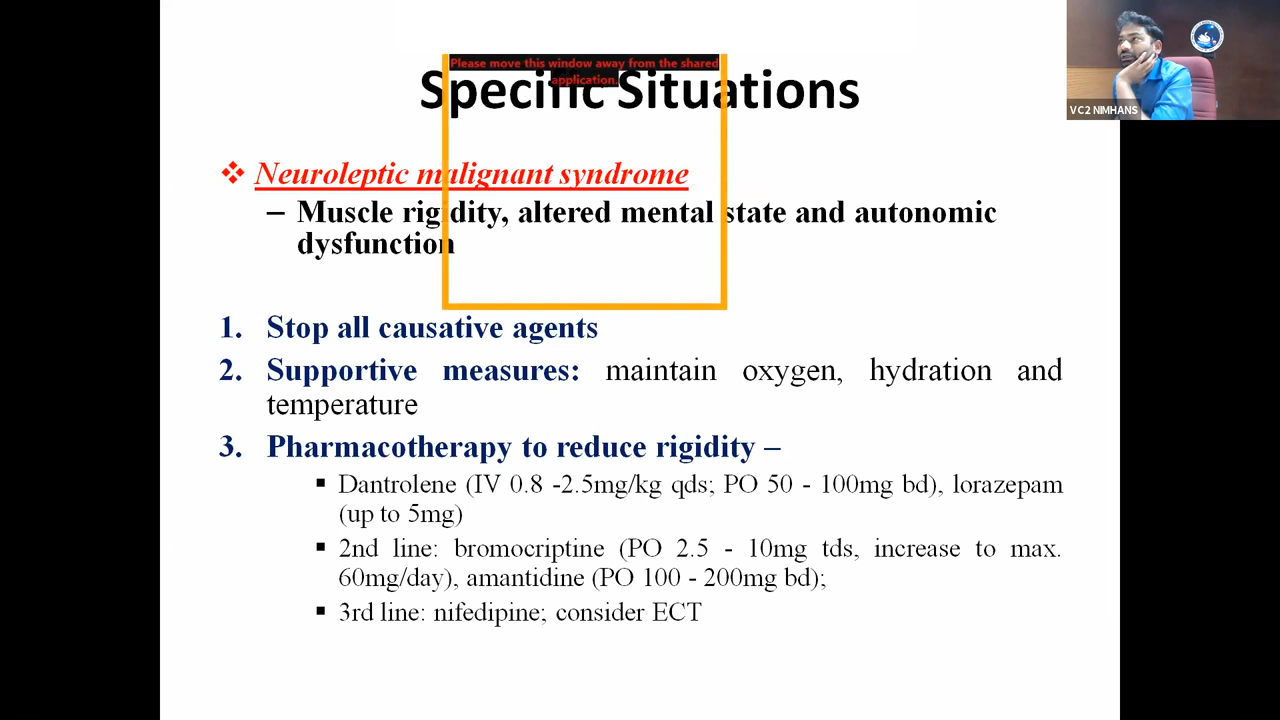 Please move this window away from the shared
application.
Specific Situations
❖ Neuroleptic malignant syndrome
– Muscle rigidity, altered mental state and autonomic
dysfunction
1. Stop all causative agents
2. Supportive measures: maintain oxygen, hydration and
temperature
3. Pharmacotherapy to reduce rigidity –
▪ Dantrolene (IV 0.8 -2.5mg/kg qds; PO 50 - 100mg bd), lorazepam
(up to 5mg)
▪ 2nd line: bromocriptine (PO 2.5 - 10mg tds, increase to max.
60mg/day), amantidine (PO 100 - 200mg bd);
▪ 3rd line: nifedipine; consider ECT
VC2 NIMHANS